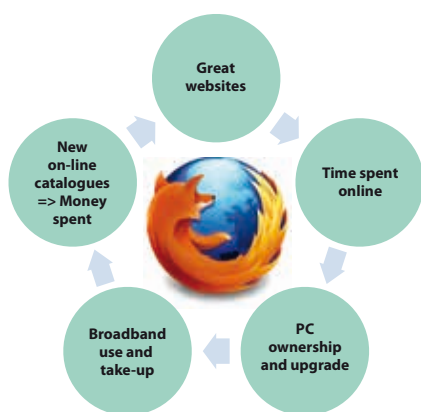 Great
websites
Time spent
online
PC
ownership
and upgrade
Broadband
use and
take-up
New
on-line
catalogues
=> Money
spent